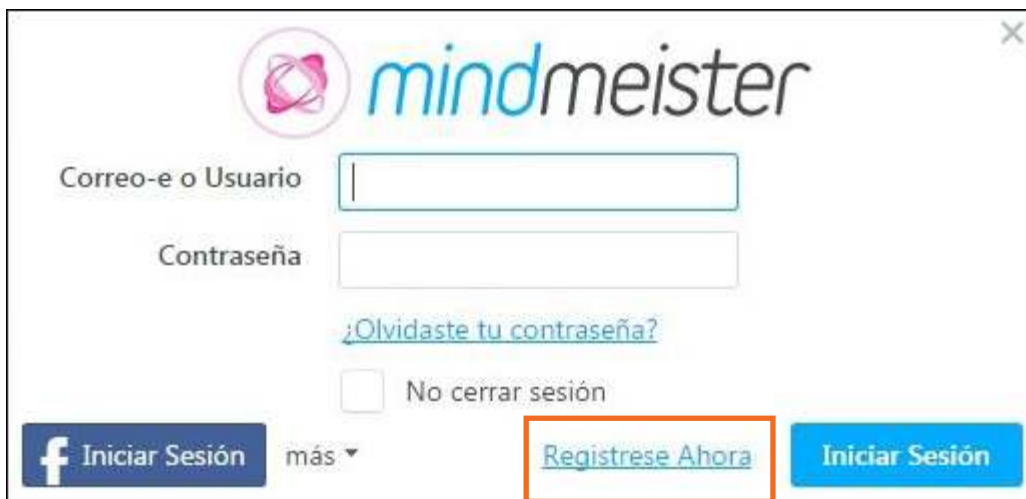 mindmeister
Correo-e o Usuario
Contraseña
¿Olvidaste tu contraseña?
No cerrar sesión
f Iniciar Sesión más Registrese Ahora Iniciar Sesión